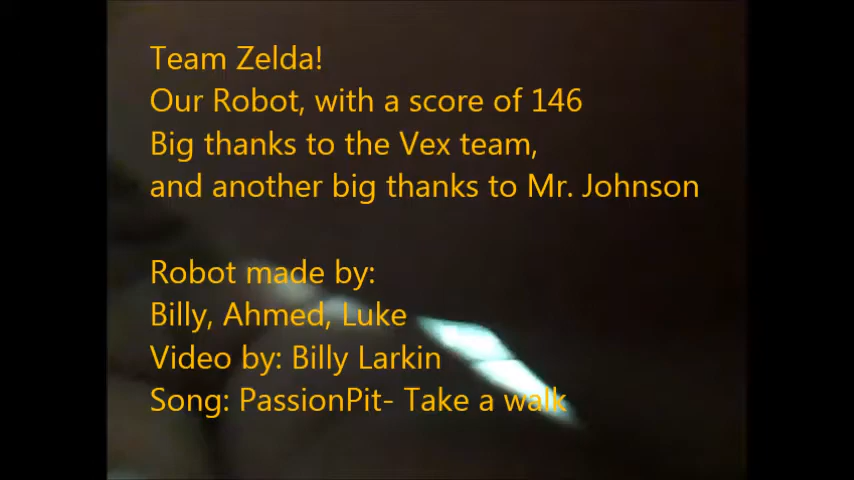 Team Zelda!
Our Robot, with a score of 146
Big thanks to the Vex team,
and another big thanks to Mr. Johnson
Robot made by:
Billy, Ahmed, Luke
Video by: Billy Larkin
Song: PassionPit- Take a walk